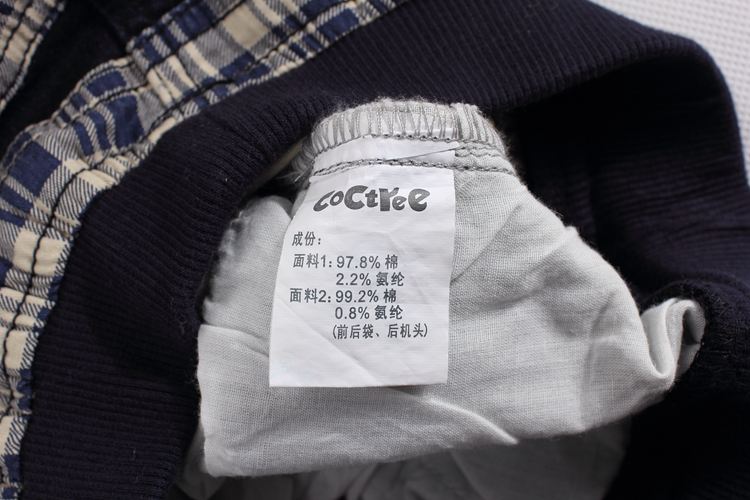 coctree
成份：
面料1：97.8% 棉
2.2% 氨纶
面料2：99.2% 棉
0.8% 氨纶
(前后袋、后机头)